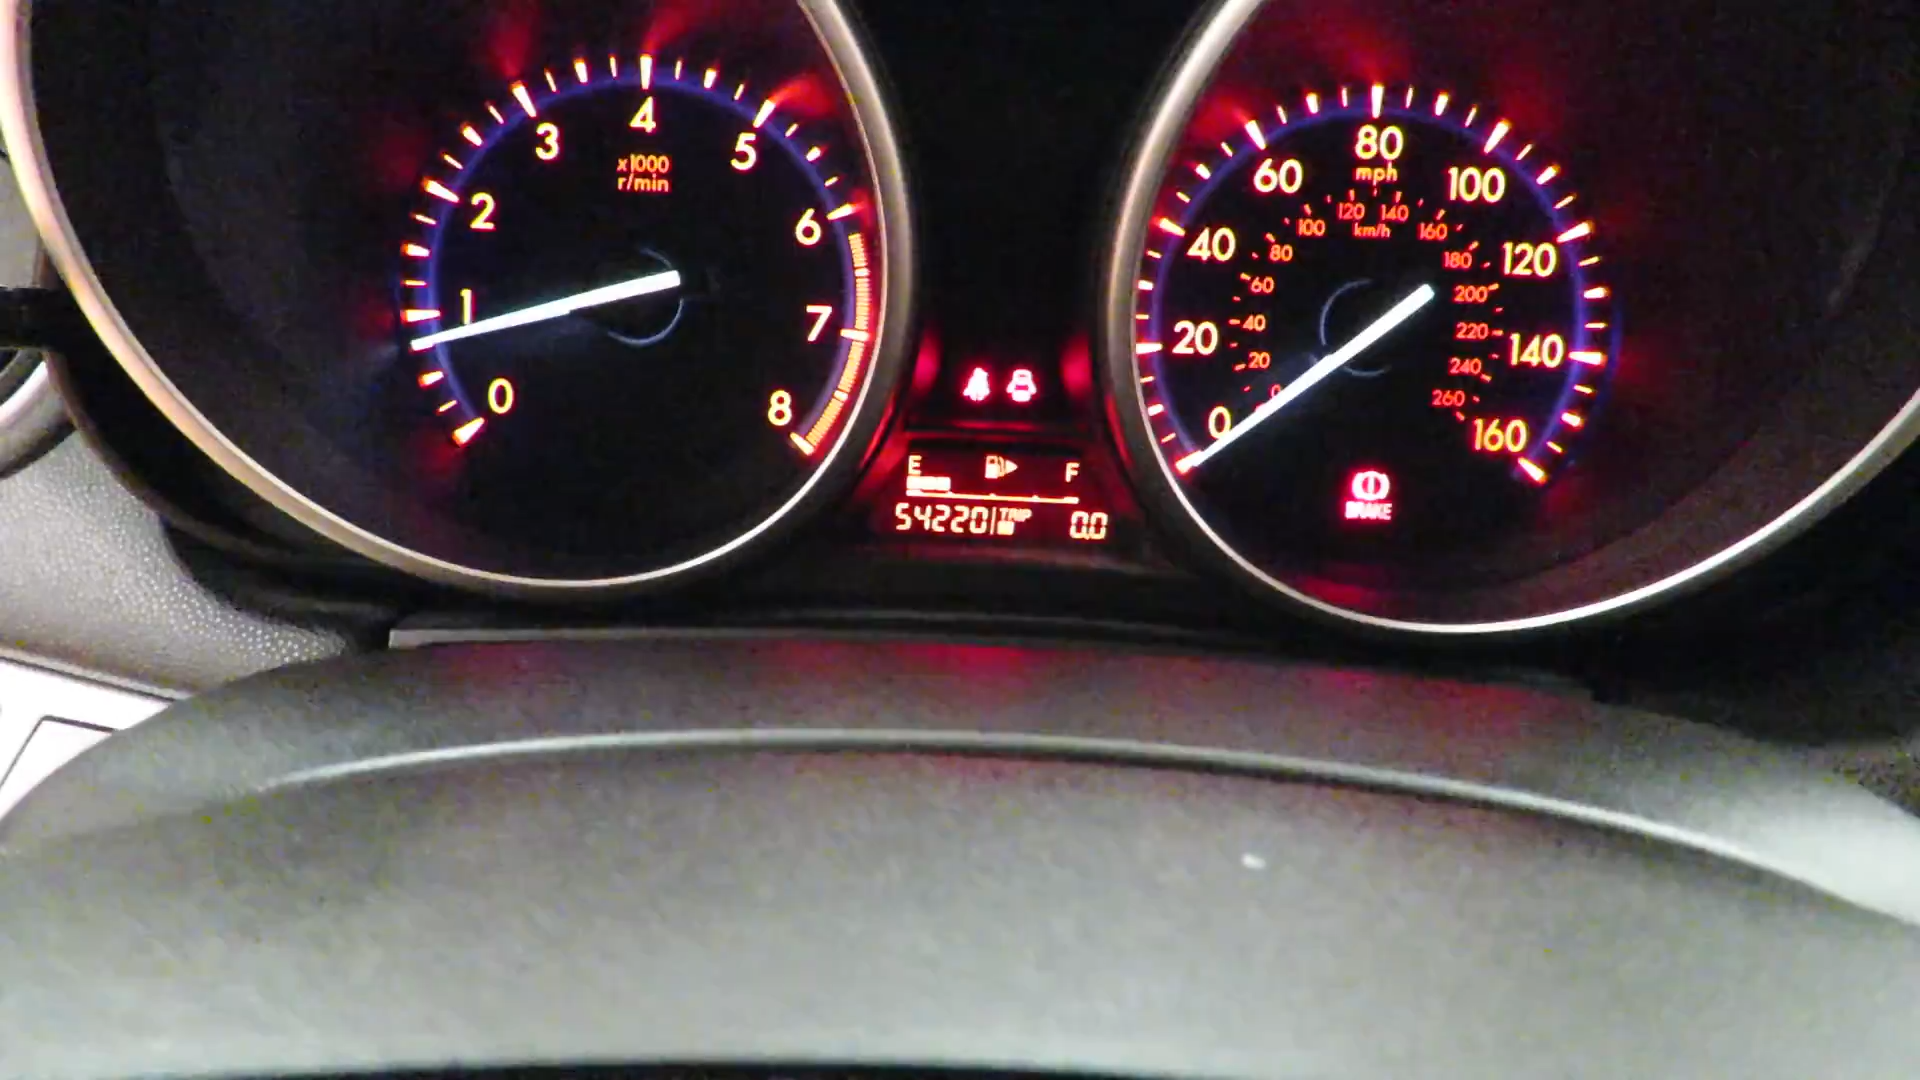 0 1 2 3 4 5 6 7 8
x1000
r/min
0 20 40 60 80 100 120 140 160
mph
0 20 40 60 80 100 120 140 160 180 200 220 240 260
km/h
E F
54220 TRIP 0.0
BRAKE